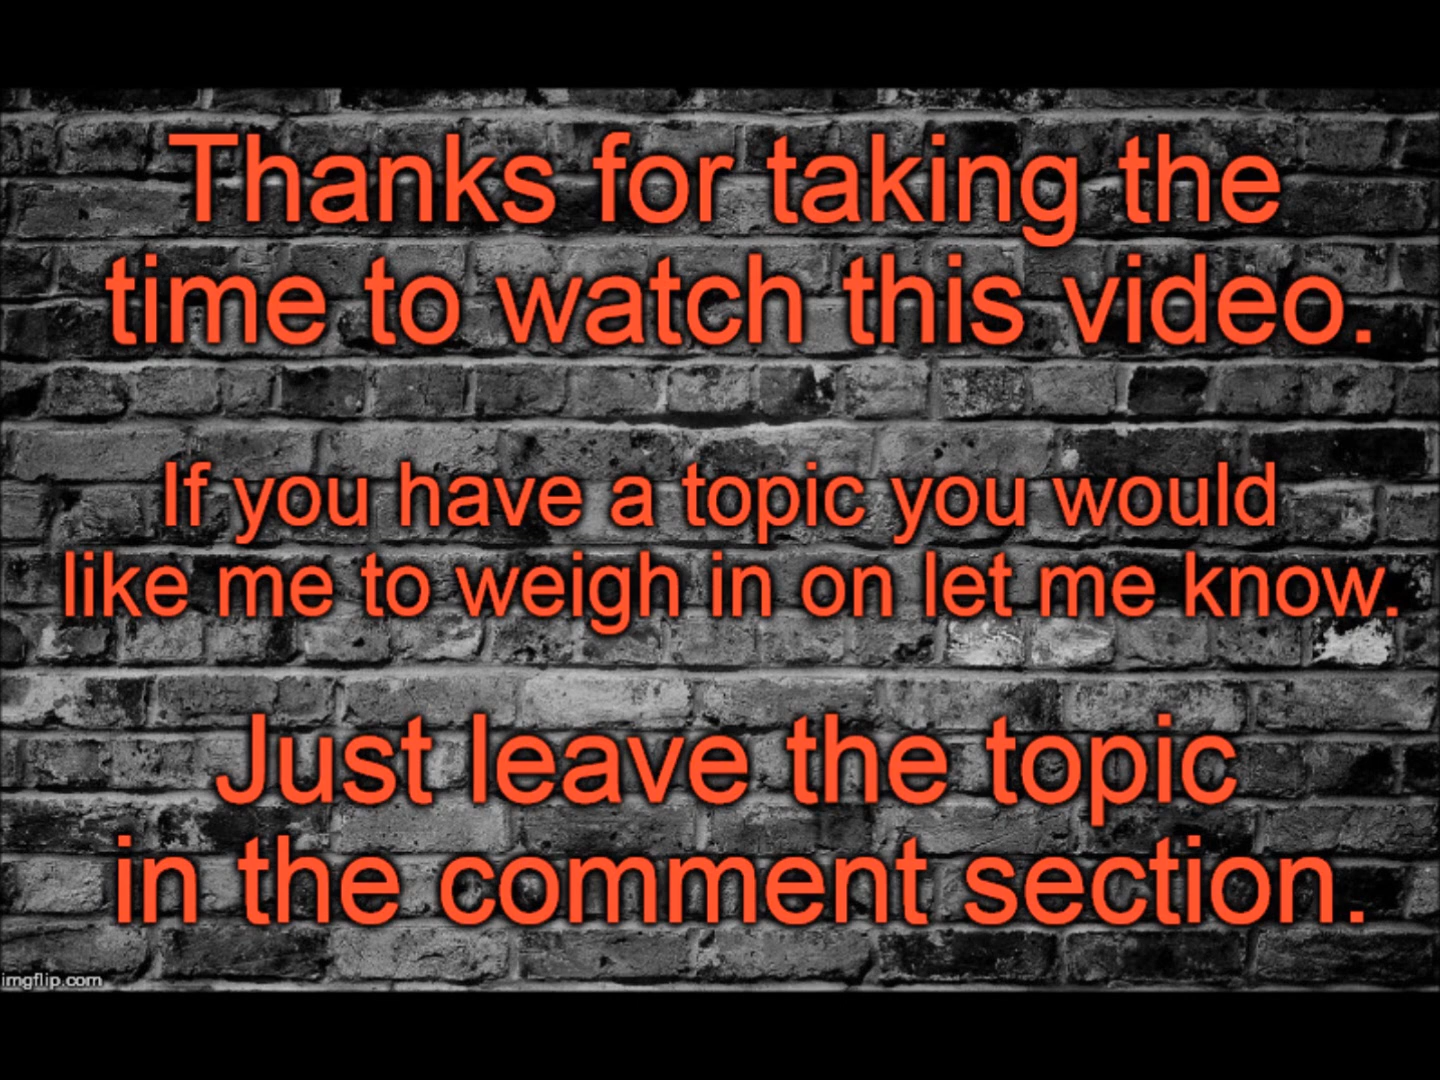 Thanks for taking the
time to watch this video.
If you have a topic you would
like me to weigh in on let me know.
Just leave the topic
in the comment section.
imgflip.com